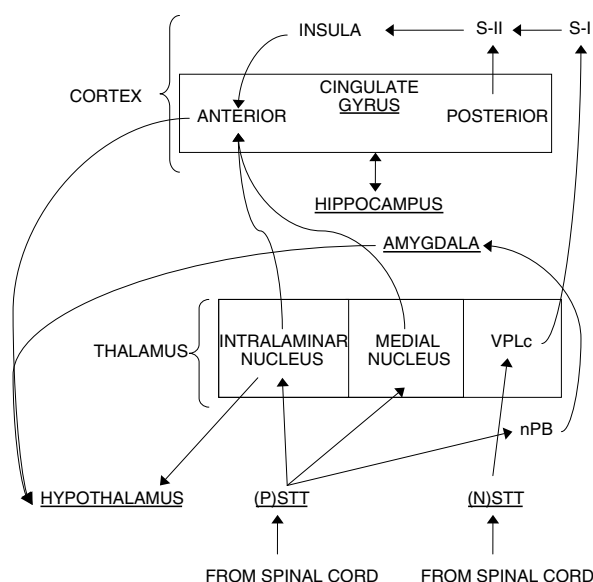 INSULA
S-II
S-I
CORTEX
CINGULATE
GYRUS
ANTERIOR
POSTERIOR
HIPPOCAMPUS
AMYGDALA
THALAMUS
INTRALAMINAR
NUCLEUS
MEDIAL
NUCLEUS
VPLc
nPB
HYPOTHALAMUS
(P)STT
(N)STT
FROM SPINAL CORD
FROM SPINAL CORD